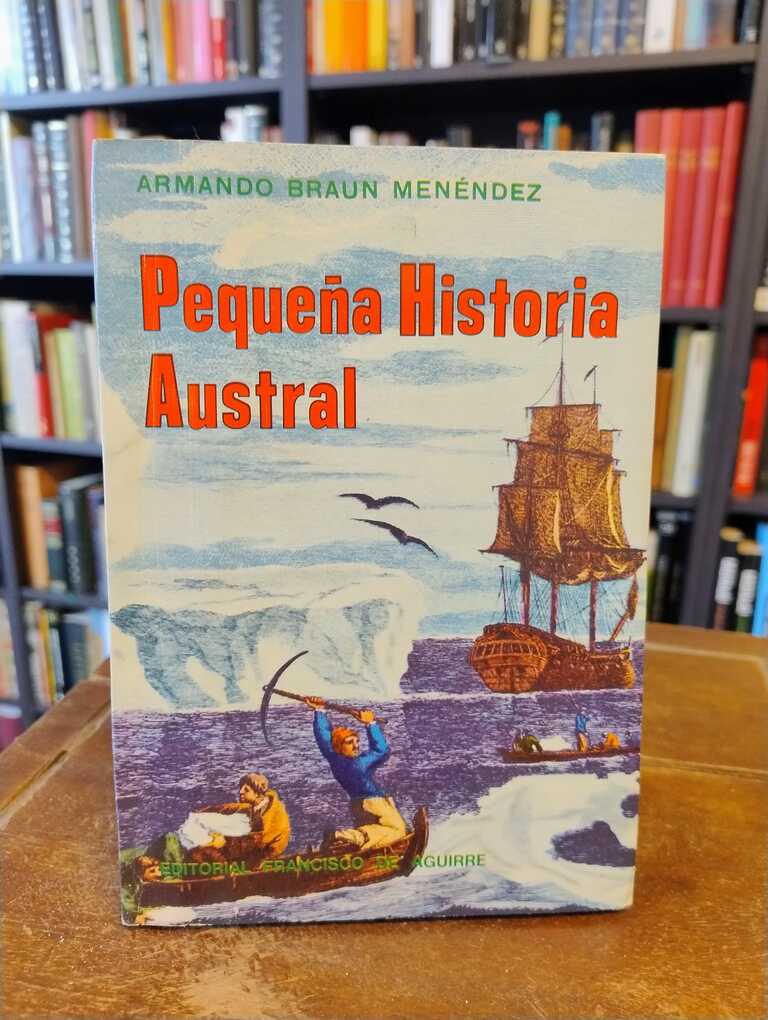 ARMANDO BRAUN MENÉNDEZ
Pequeña Historia
Austral
EDITORIAL FRANCISCO DE AGUIRRE